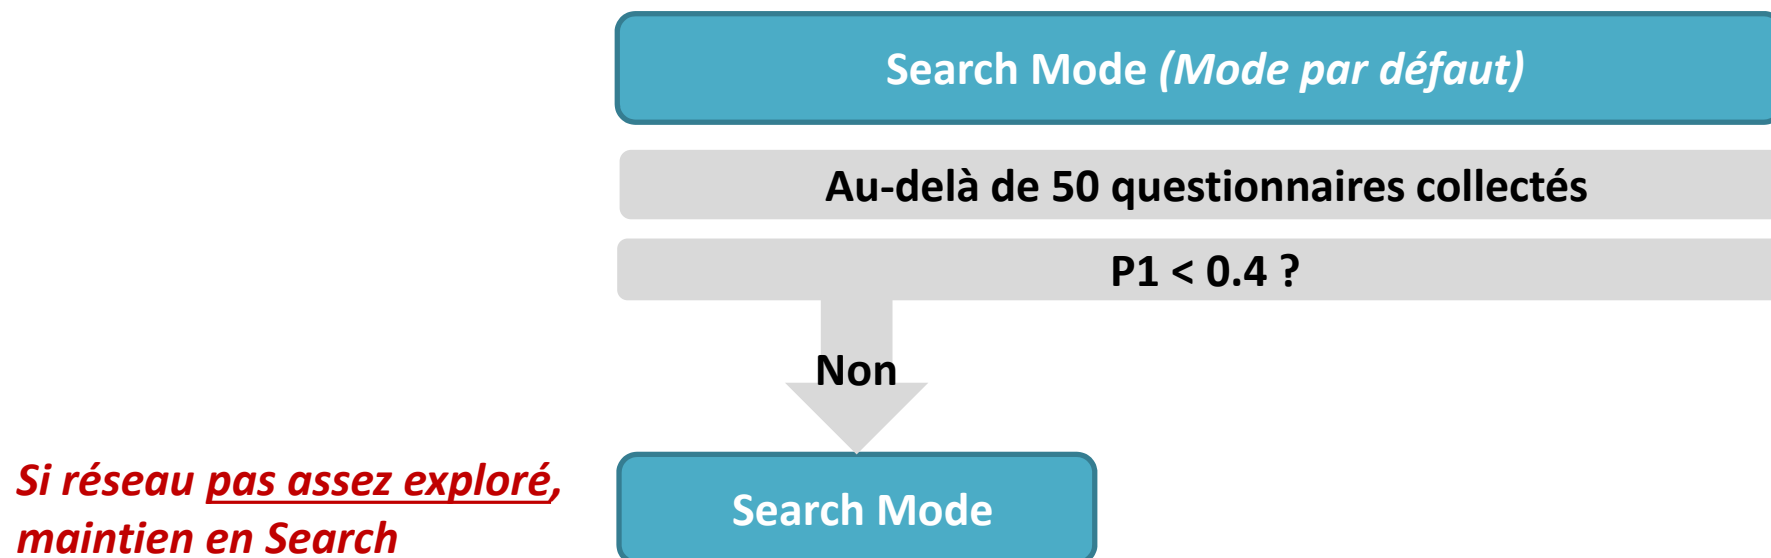 Search Mode (Mode par défaut)
Au-delà de 50 questionnaires collectés
P1 < 0.4 ?
Non
Si réseau pas assez exploré,
maintien en Search
Search Mode